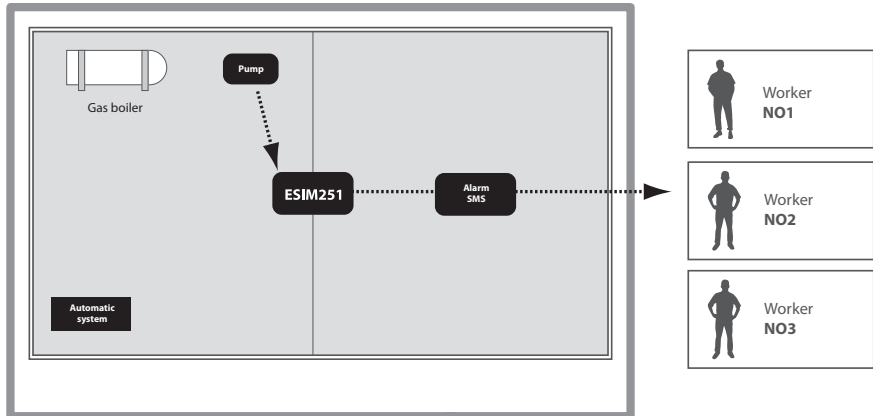 Gas boiler
Pump
ESIM251
Alarm
SMS
Automatic
system
Worker
NO1
Worker
NO2
Worker
NO3